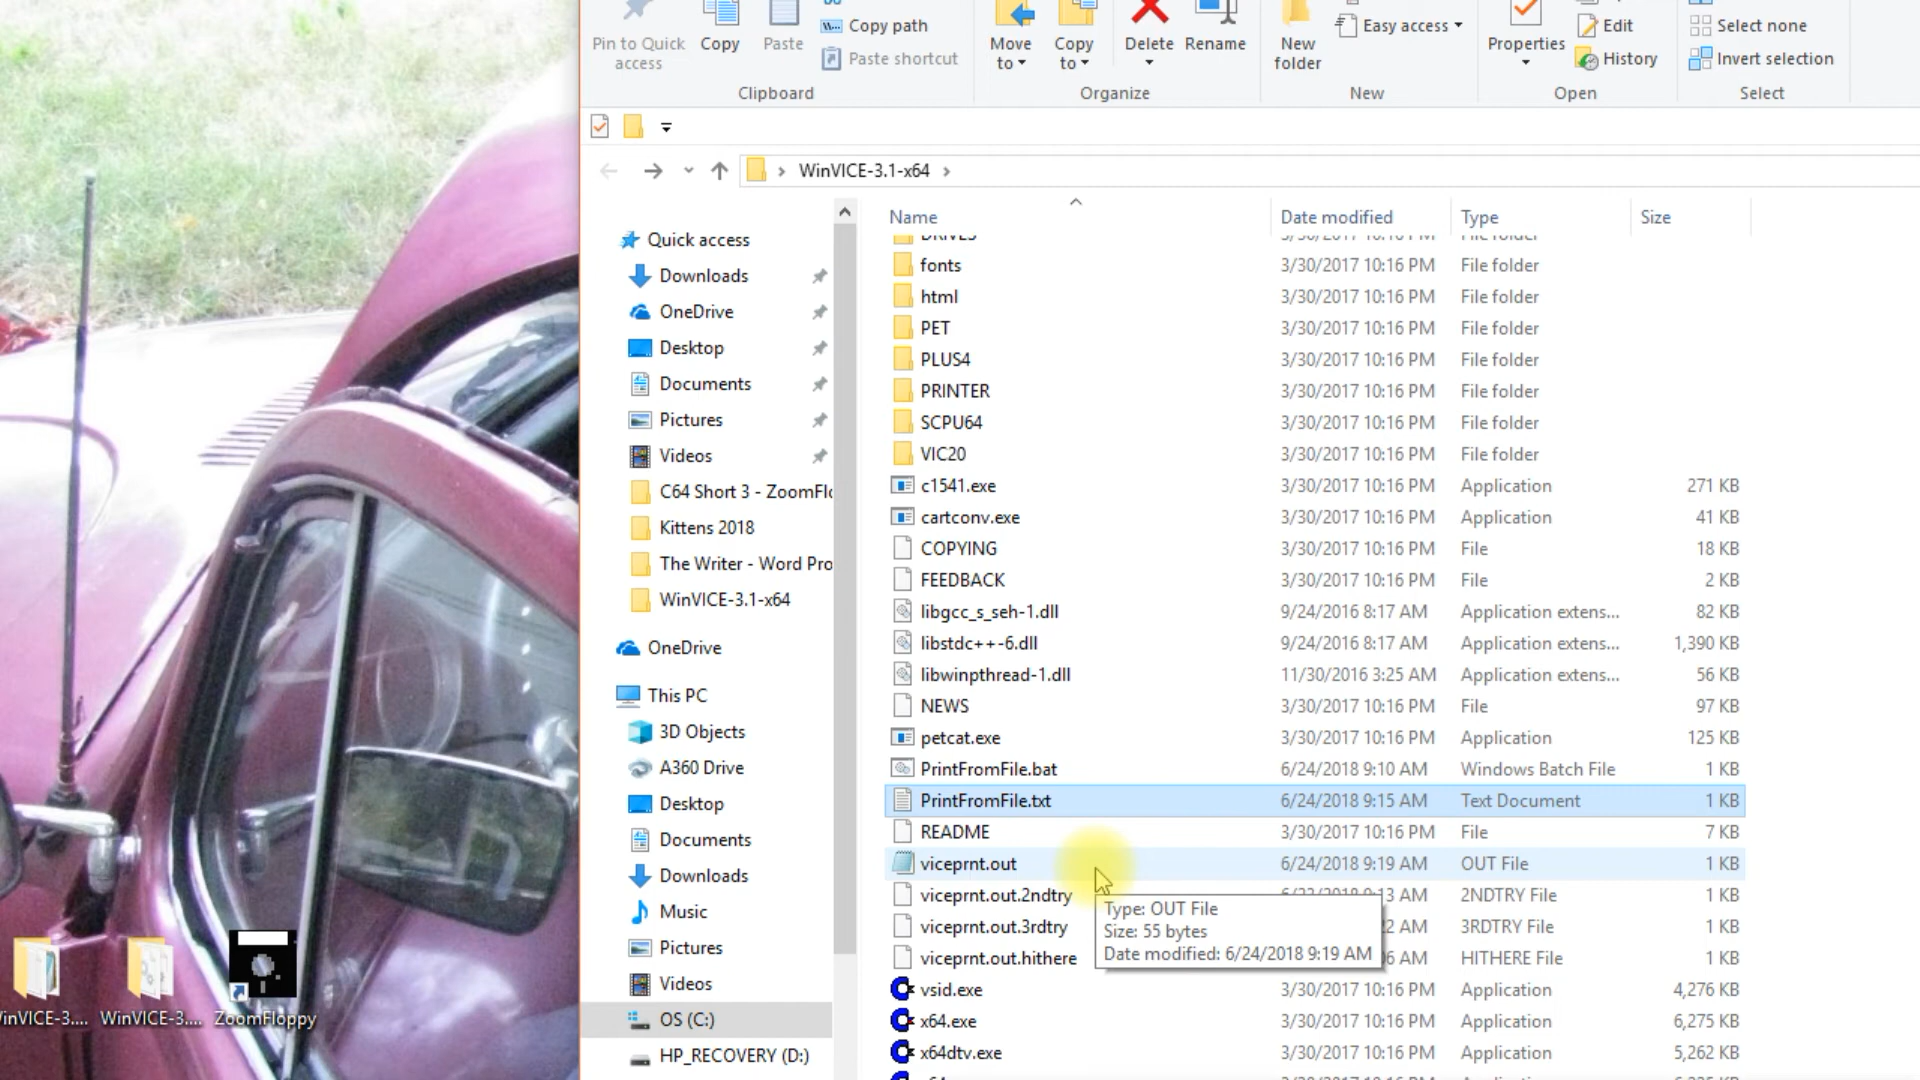 Pin to Quick access
Copy
Paste
Copy path
Paste shortcut
Clipboard
Move to
Copy to
Delete
Rename
Organize
New folder
Easy access
New
Properties
Edit
History
Open
Select none
Invert selection
Select
WinVICE-3.1-x64
Name Date modified Type Size
DRIVES 3/30/2017 10:16 PM File folder
fonts 3/30/2017 10:16 PM File folder
html 3/30/2017 10:16 PM File folder
PET 3/30/2017 10:16 PM File folder
PLUS4 3/30/2017 10:16 PM File folder
PRINTER 3/30/2017 10:16 PM File folder
SCPU64 3/30/2017 10:16 PM File folder
VIC20 3/30/2017 10:16 PM File folder
c1541.exe 3/30/2017 10:16 PM Application 271 KB
cartconv.exe 3/30/2017 10:16 PM Application 41 KB
COPYING 3/30/2017 10:16 PM File 18 KB
FEEDBACK 3/30/2017 10:16 PM File 2 KB
libgcc_s_seh-1.dll 9/24/2016 8:17 AM Application extens... 82 KB
libstdc++-6.dll 9/24/2016 8:17 AM Application extens... 1,390 KB
libwinpthread-1.dll 11/30/2016 3:25 AM Application extens... 56 KB
NEWS 3/30/2017 10:16 PM File 97 KB
petcat.exe 3/30/2017 10:16 PM Application 125 KB
PrintFromFile.bat 6/24/2018 9:10 AM Windows Batch File 1 KB
PrintFromFile.txt 6/24/2018 9:15 AM Text Document 1 KB
README 3/30/2017 10:16 PM File 7 KB
viceprnt.out 6/24/2018 9:19 AM OUT File 1 KB
viceprnt.out.2ndtry 13 AM 2NDTRY File 1 KB
viceprnt.out.3rdtry 2 AM 3RDTRY File 1 KB
viceprnt.out.hithere 6 AM HITHERE File 1 KB
vsid.exe 3/30/2017 10:16 PM Application 4,276 KB
x64.exe 3/30/2017 10:16 PM Application 6,275 KB
x64dtv.exe 3/30/2017 10:16 PM Application 5,262 KB
Type: OUT File
Size: 55 bytes
Date modified: 6/24/2018 9:19 AM
Quick access
Downloads
OneDrive
Desktop
Documents
Pictures
Videos
C64 Short 3 - ZoomFlo
Kittens 2018
The Writer - Word Pro
WinVICE-3.1-x64
OneDrive
This PC
3D Objects
A360 Drive
Desktop
Documents
Downloads
Music
Pictures
Videos
OS (C:)
HP_RECOVERY (D:)
inVICE-3....
WinVICE-3....
ZoomFloppy